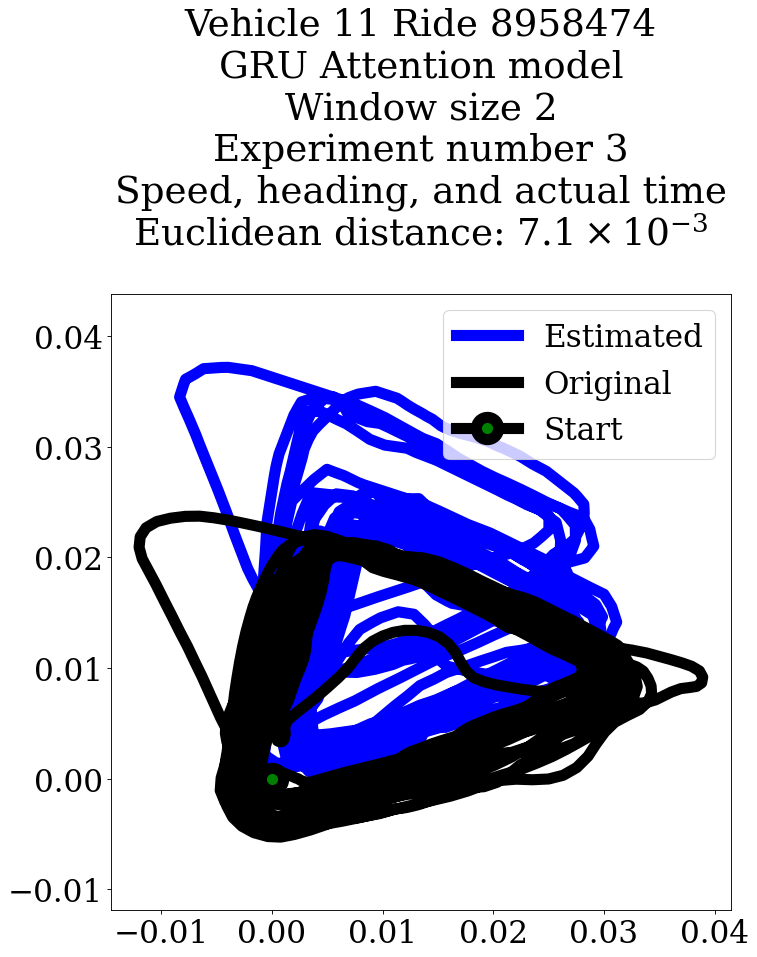 Vehicle 11 Ride 8958474
GRU Attention model
Window size 2
Experiment number 3
Speed, heading, and actual time
Euclidean distance: 7.1 × 10⁻³
Estimated
Original
Start
0.04
0.03
0.02
0.01
0.00
−0.01
−0.01 0.00 0.01 0.02 0.03 0.04